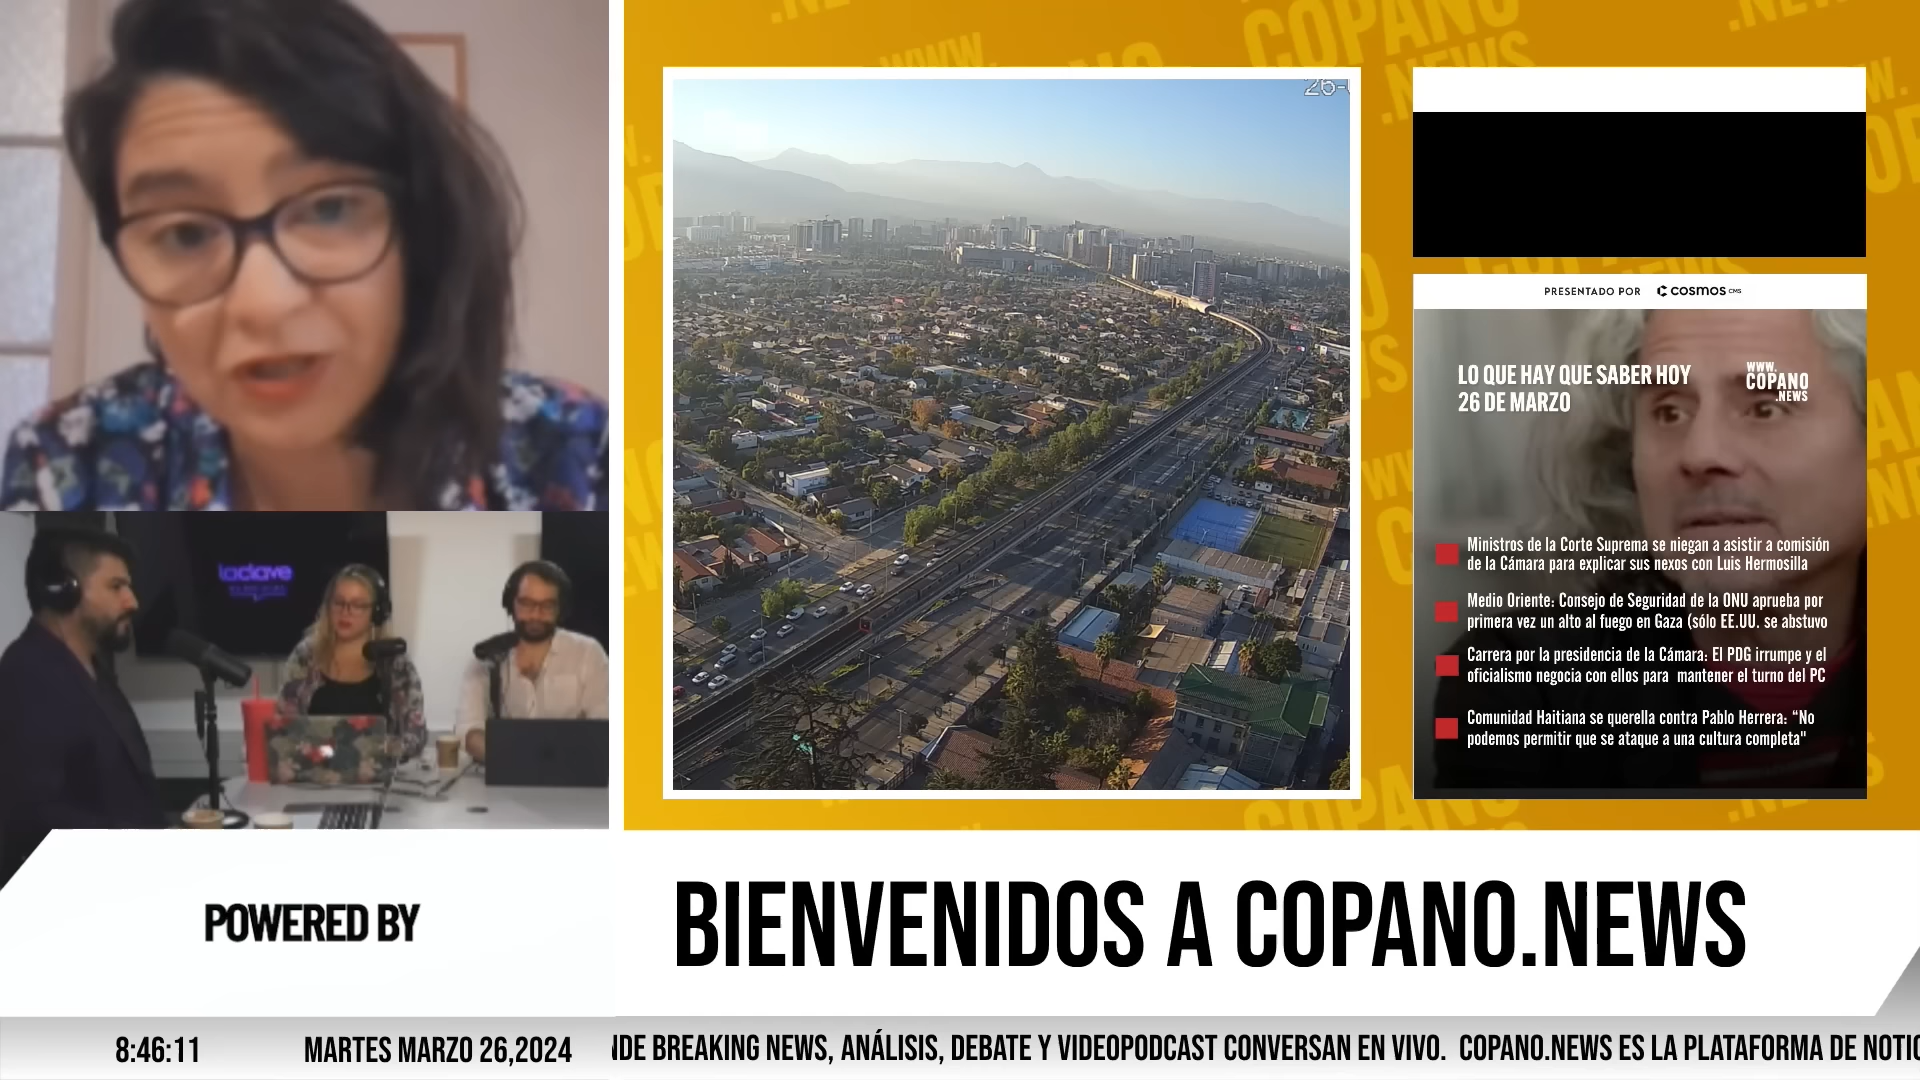 26-
PRESENTADO POR COSMOS CMS
LO QUE HAY QUE SABER HOY
26 DE MARZO
WWW.
COPANO
.NEWS
Ministros de la Corte Suprema se niegan a asistir a comisión
de la Cámara para explicar sus nexos con Luis Hermosilla
Medio Oriente: Consejo de Seguridad de la ONU aprueba por
primera vez un alto al fuego en Gaza (sólo EE.UU. se abstuvo
Carrera por la presidencia de la Cámara: El PDG irrumpe y el
oficialismo negocia con ellos para mantener el turno del PC
Comunidad Haitiana se querella contra Pablo Herrera: “No
podemos permitir que se ataque a una cultura completa"
laclave
POWERED BY
BIENVENIDOS A COPANO.NEWS
8:46:11
MARTES MARZO 26,2024
NDE BREAKING NEWS, ANÁLISIS, DEBATE Y VIDEOPODCAST CONVERSAN EN VIVO. COPANO.NEWS ES LA PLATAFORMA DE NOTIC